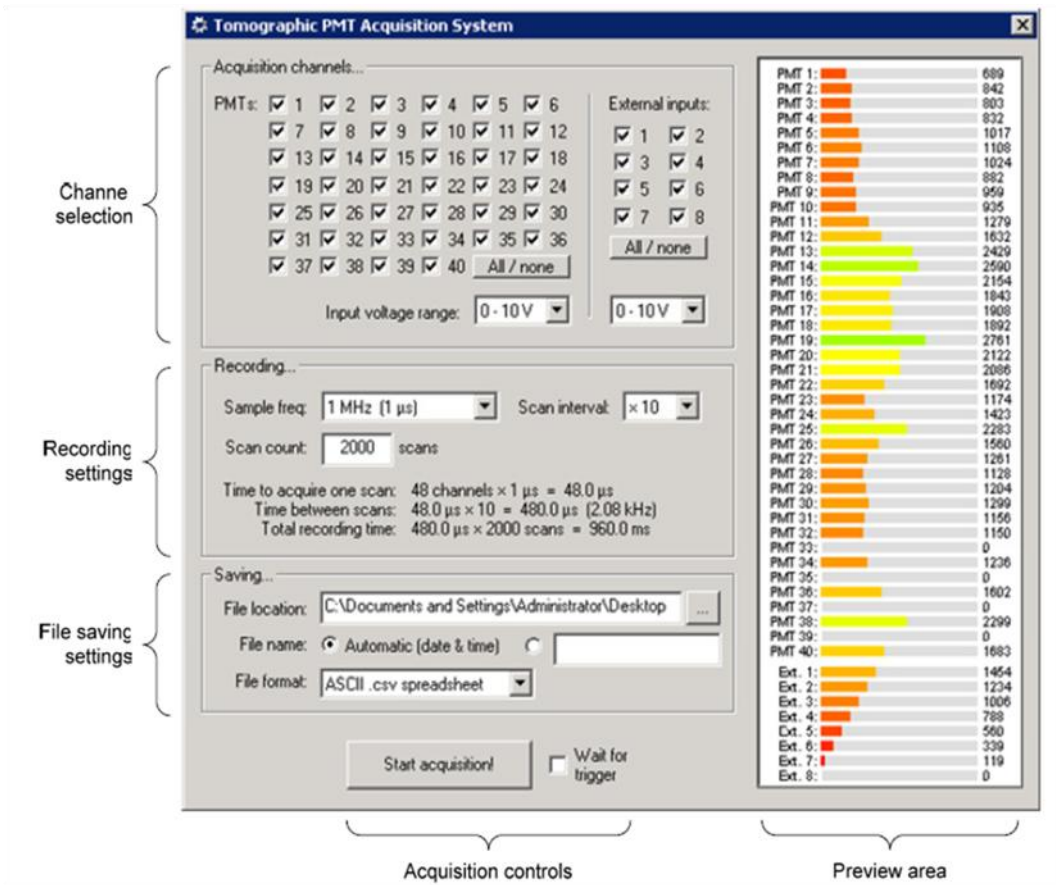 Tomographic PMT Acquisition System
Acquisition channels...
PMTs: 1 2 3 4 5 6
7 8 9 10 11 12
13 14 15 16 17 18
19 20 21 22 23 24
25 26 27 28 29 30
31 32 33 34 35 36
37 38 39 40 All / none
Input voltage range: 0 - 10 V
External inputs:
1 2
3 4
5 6
7 8
All / none
0 - 10 V
Channe
selection
Recording...
Sample freq: 1 MHz (1 µs) Scan interval: × 10
Scan count: 2000 scans
Time to acquire one scan: 48 channels × 1 µs = 48.0 µs
Time between scans: 48.0 µs × 10 = 480.0 µs (2.08 kHz)
Total recording time: 480.0 µs × 2000 scans = 960.0 ms
Recording
settings
Saving...
File location: C:\Documents and Settings\Administrator\Desktop ...
File name: Automatic (date & time)
File format: ASCII .csv spreadsheet
File saving
settings
Start acquisition! Wait for
trigger
Acquisition controls
PMT 1: 689
PMT 2: 842
PMT 3: 803
PMT 4: 832
PMT 5: 1017
PMT 6: 1108
PMT 7: 1024
PMT 8: 882
PMT 9: 959
PMT 10: 935
PMT 11: 1279
PMT 12: 1632
PMT 13: 2429
PMT 14: 2590
PMT 15: 2154
PMT 16: 1843
PMT 17: 1908
PMT 18: 1892
PMT 19: 2761
PMT 20: 2122
PMT 21: 2086
PMT 22: 1692
PMT 23: 1174
PMT 24: 1423
PMT 25: 2283
PMT 26: 1560
PMT 27: 1261
PMT 28: 1128
PMT 29: 1204
PMT 30: 1299
PMT 31: 1156
PMT 32: 1150
PMT 33: 0
PMT 34: 1236
PMT 35: 0
PMT 36: 1602
PMT 37: 0
PMT 38: 2299
PMT 39: 0
PMT 40: 1683
Ext. 1: 1454
Ext. 2: 1234
Ext. 3: 1006
Ext. 4: 788
Ext. 5: 560
Ext. 6: 339
Ext. 7: 119
Ext. 8: 0
Preview area